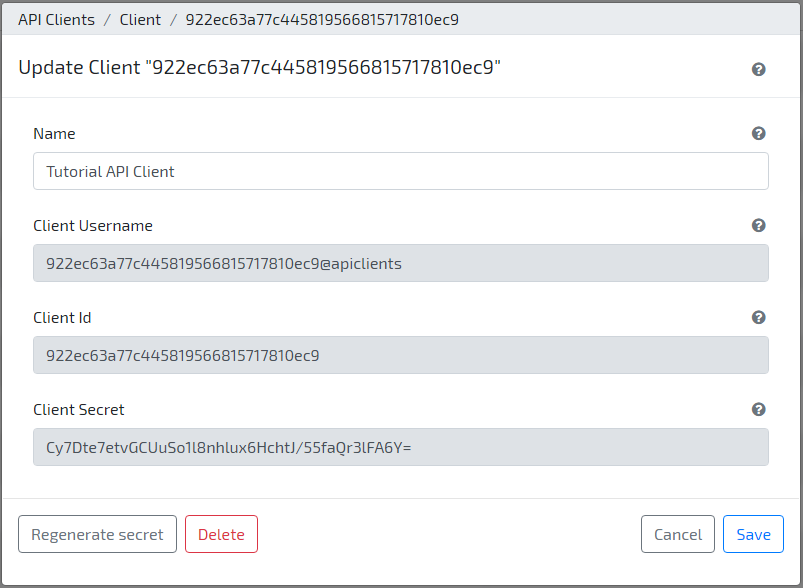 API Clients / Client / 922ec63a77c445819566815717810ec9
Update Client "922ec63a77c445819566815717810ec9"
Name
Tutorial API Client
Client Username
922ec63a77c445819566815717810ec9@apiclients
Client Id
922ec63a77c445819566815717810ec9
Client Secret
Cy7Dte7etvGCUuSo1l8nhlux6HchtJ/55faQr3lFA6Y=
Regenerate secret Delete Cancel Save